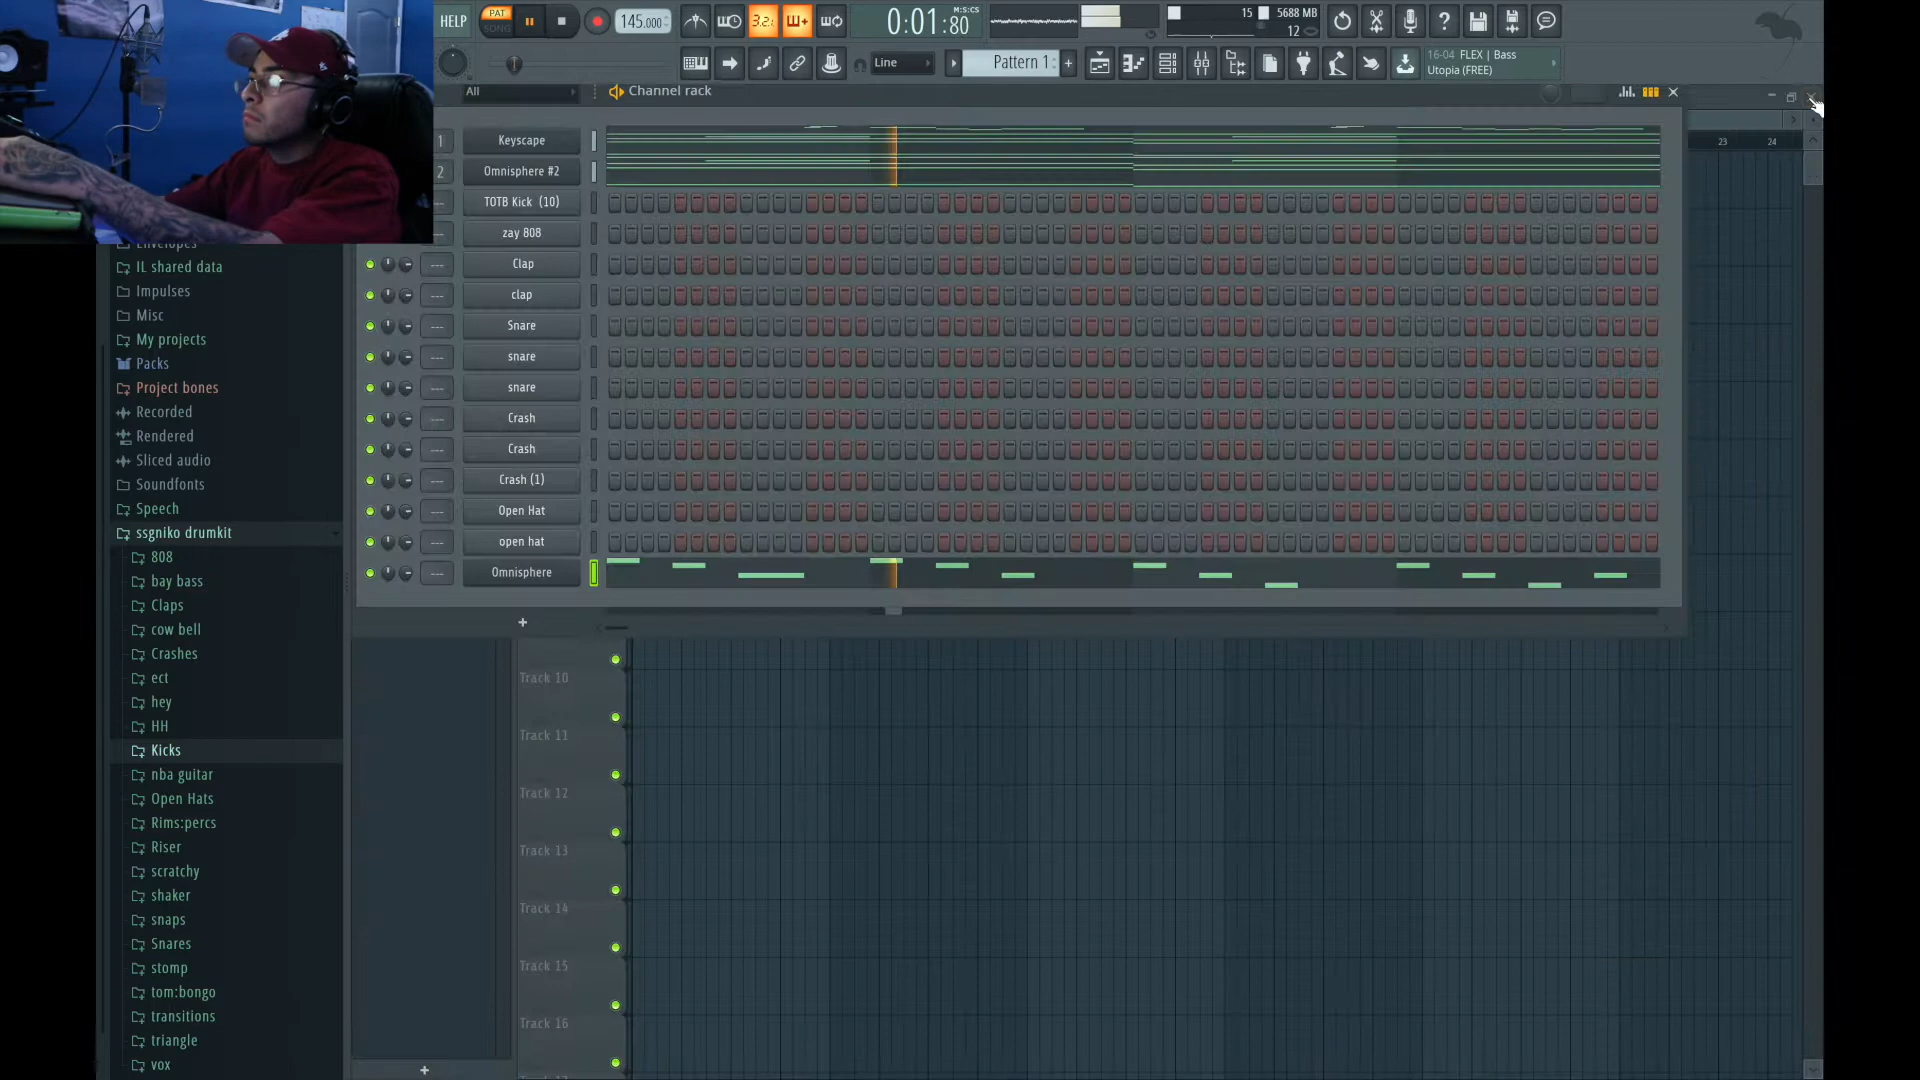 HELP
PAT
SONG
145.000
3.2.
0:01:80
M:S:CS
15
5688 MB
12
Line
Pattern 1
16-04 FLEX | Bass
Utopia (FREE)
All
Channel rack
1
Keyscape
2
Omnisphere #2
TOTB Kick (10)
zay 808
Clap
clap
Snare
snare
snare
Crash
Crash
Crash (1)
Open Hat
open hat
Omnisphere
23
24
Envelopes
IL shared data
Impulses
Misc
My projects
Packs
Project bones
Recorded
Rendered
Sliced audio
Soundfonts
Speech
ssgniko drumkit
808
bay bass
Claps
cow bell
Crashes
ect
hey
HH
Kicks
nba guitar
Open Hats
Rims:percs
Riser
scratchy
shaker
snaps
Snares
stomp
tom:bongo
transitions
triangle
vox
Track 10
Track 11
Track 12
Track 13
Track 14
Track 15
Track 16